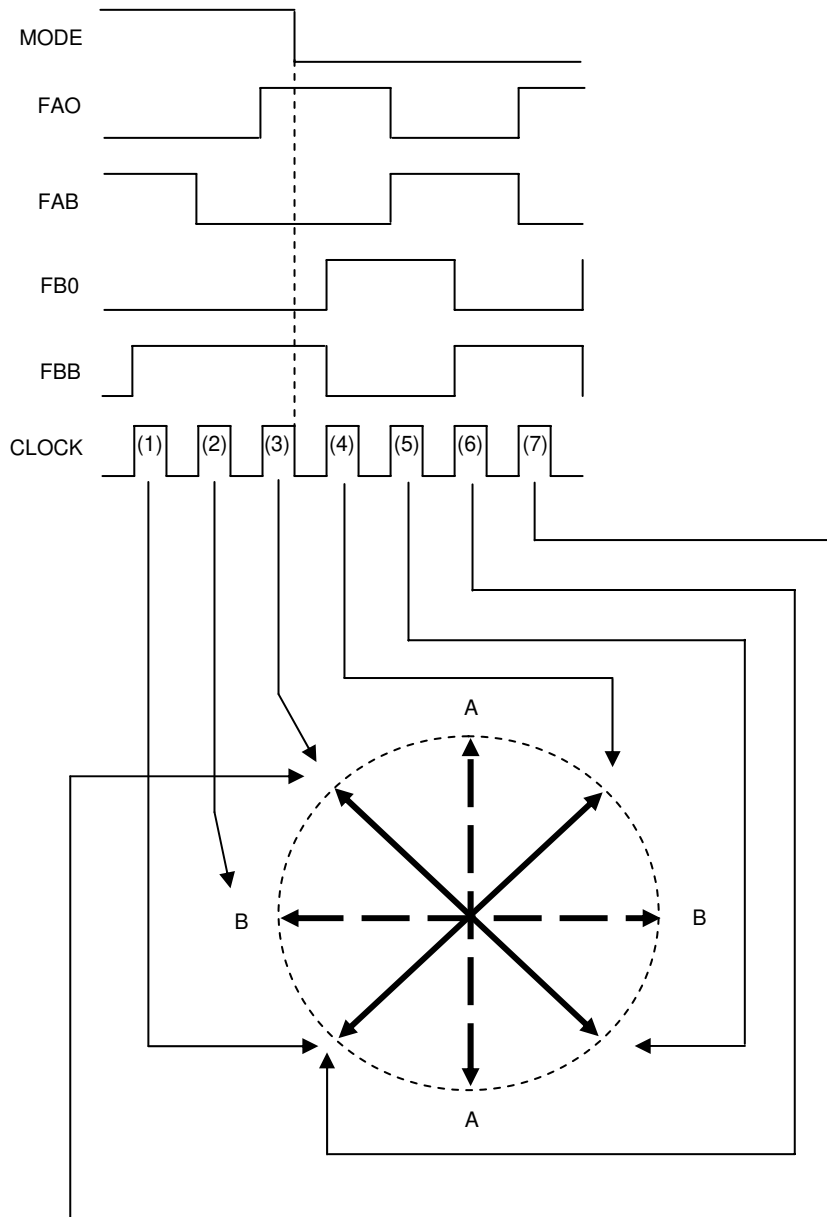 MODE
FAO
FAB
FB0
FBB
CLOCK (1) (2) (3) (4) (5) (6) (7)
A
B B
A